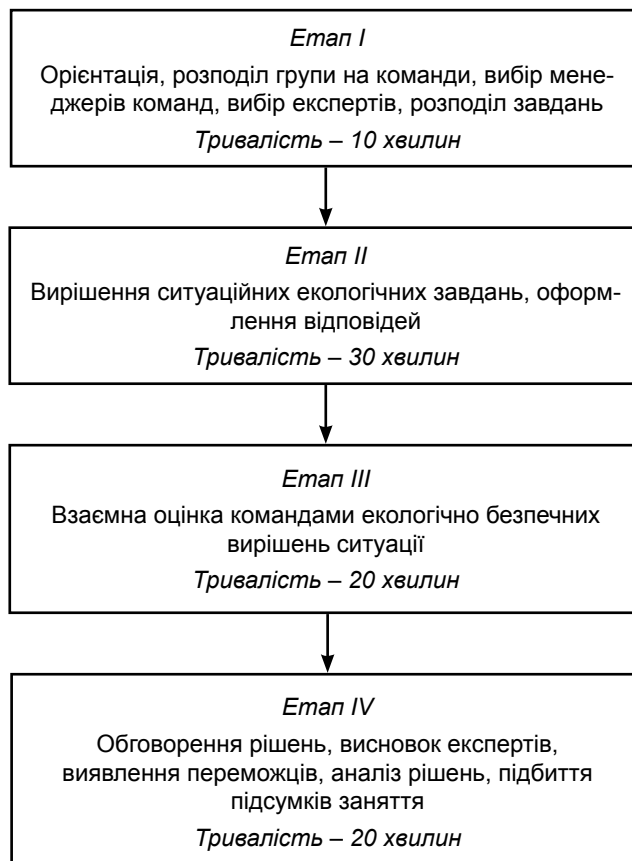 Етап I
Орієнтація, розподіл групи на команди, вибір мене-
джерів команд, вибір експертів, розподіл завдань
Тривалість – 10 хвилин
Етап II
Вирішення ситуаційних екологічних завдань, оформ-
лення відповідей
Тривалість – 30 хвилин
Етап III
Взаємна оцінка командами екологічно безпечних
вирішень ситуації
Тривалість – 20 хвилин
Етап IV
Обговорення рішень, висновок експертів,
виявлення переможців, аналіз рішень, підбиття
підсумків заняття
Тривалість – 20 хвилин